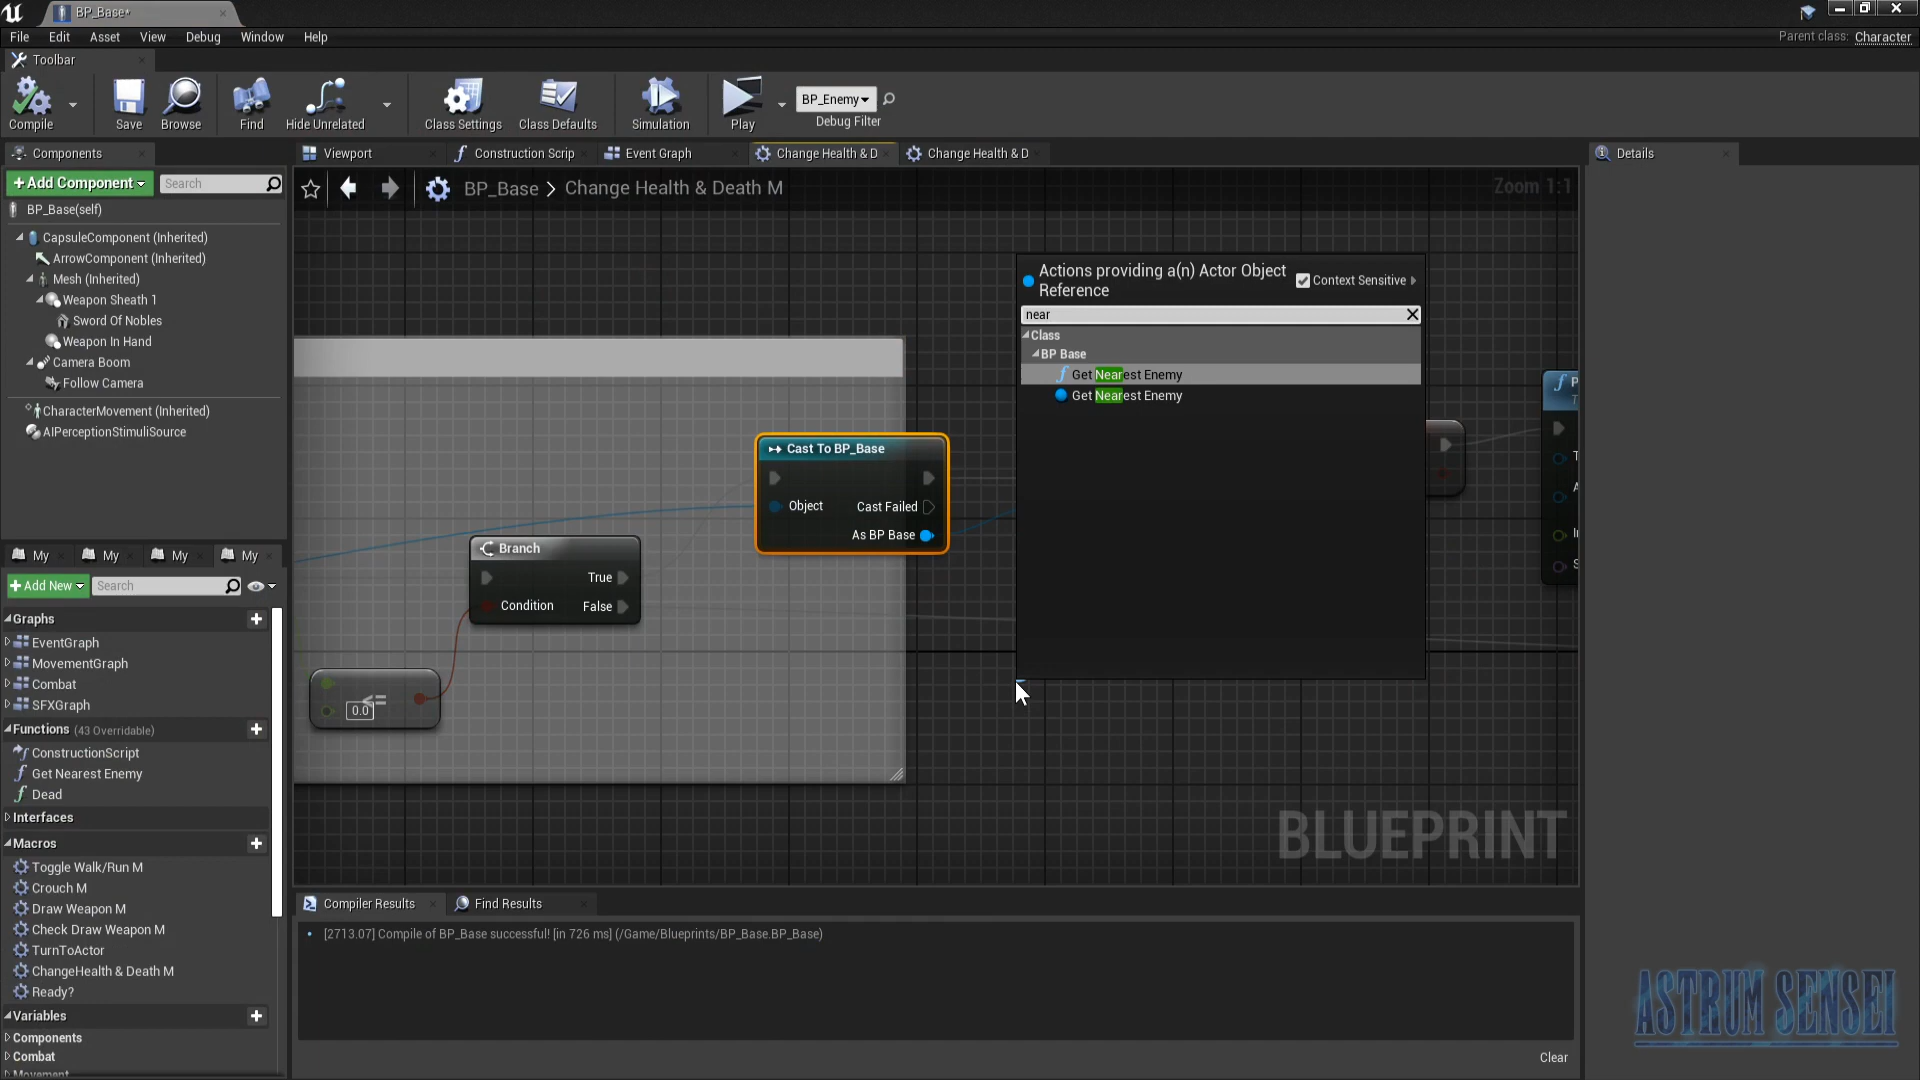 BP_Base*
File Edit Asset View Debug Window Help
Parent class: Character
Toolbar
Compile
Save
Browse
Find
Hide Unrelated
Class Settings
Class Defaults
Simulation
Play
BP_Enemy
Debug Filter
Components
Viewport
Construction Scrip
Event Graph
Change Health & D
Change Health & D
Details
+Add Component
Search
BP_Base > Change Health & Death M
Zoom 1:1
BP_Base(self)
CapsuleComponent (Inherited)
ArrowComponent (Inherited)
Mesh (Inherited)
Weapon Sheath 1
Sword Of Nobles
Weapon In Hand
Camera Boom
Follow Camera
CharacterMovement (Inherited)
AIPerceptionStimuliSource
Actions providing a(n) Actor Object
Reference
Context Sensitive
near
Class
BP Base
Get Nearest Enemy
Get Nearest Enemy
Cast To BP_Base
Object
Cast Failed
As BP Base
Branch
True
Condition
False
<=
0.0
My
My
My
My
+Add New
Search
Graphs
EventGraph
MovementGraph
Combat
SFXGraph
Functions (43 Overridable)
ConstructionScript
Get Nearest Enemy
Dead
Interfaces
Macros
Toggle Walk/Run M
Crouch M
Draw Weapon M
Check Draw Weapon M
TurnToActor
ChangeHealth & Death M
Ready?
Variables
Components
Combat
Movement
BLUEPRINT
Compiler Results
Find Results
[2713.07] Compile of BP_Base successful! [in 726 ms] (/Game/Blueprints/BP_Base.BP_Base)
Clear
ASTRUM SENSEI